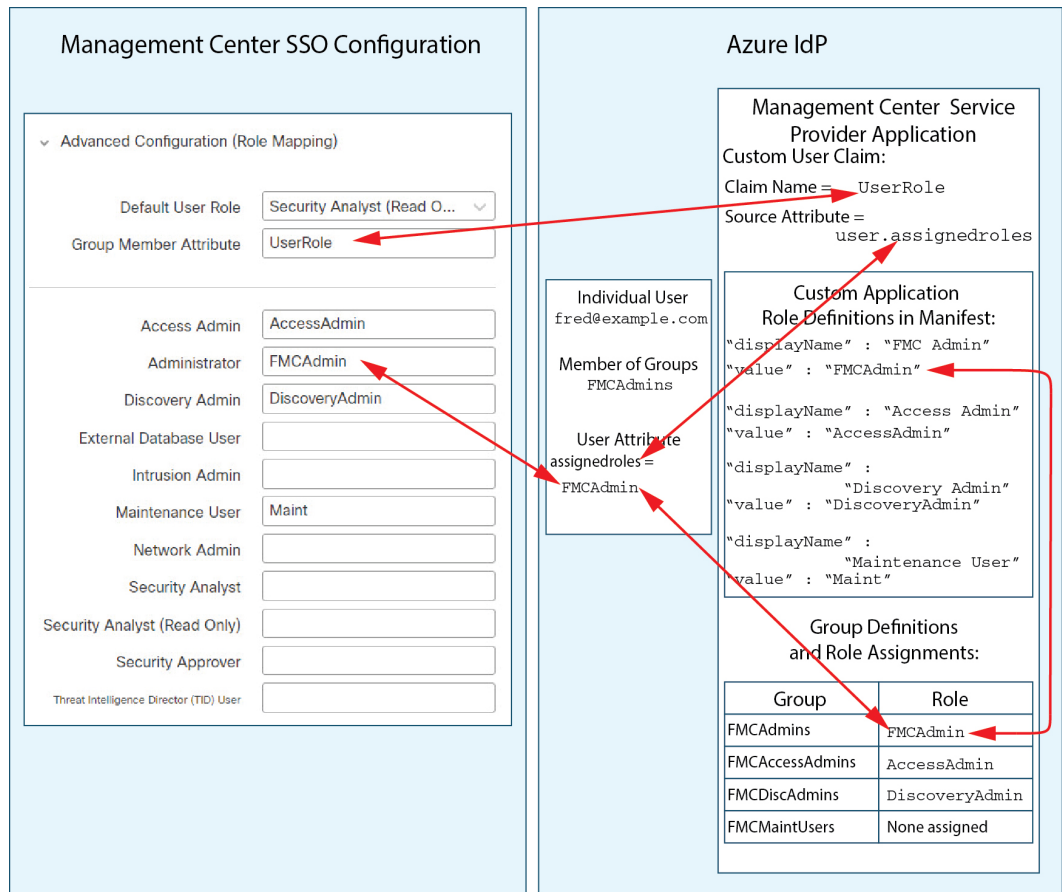 Management Center SSO Configuration
Advanced Configuration (Role Mapping)
Default User Role Security Analyst (Read O...
Group Member Attribute UserRole
Access Admin AccessAdmin
Administrator FMCAdmin
Discovery Admin DiscoveryAdmin
External Database User
Intrusion Admin
Maintenance User Maint
Network Admin
Security Analyst
Security Analyst (Read Only)
Security Approver
Threat Intelligence Director (TID) User
Azure IdP
Individual User
fred@example.com
Member of Groups
FMCAdmins
User Attribute
assignedroles =
FMCAdmin
Management Center Service
Provider Application
Custom User Claim:
Claim Name = UserRole
Source Attribute =
user.assignedroles
Custom Application
Role Definitions in Manifest:
“displayName” : “FMC Admin”
“value” : “FMCAdmin”
“displayName” : “Access Admin”
“value” : “AccessAdmin”
“displayName” :
“Discovery Admin”
“value” : “DiscoveryAdmin”
“displayName” :
“Maintenance User”
“value” : “Maint”
Group Definitions
and Role Assignments:
Group Role
FMCAdmins FMCAdmin
FMCAccessAdmins AccessAdmin
FMCDiscAdmins DiscoveryAdmin
FMCMaintUsers None assigned